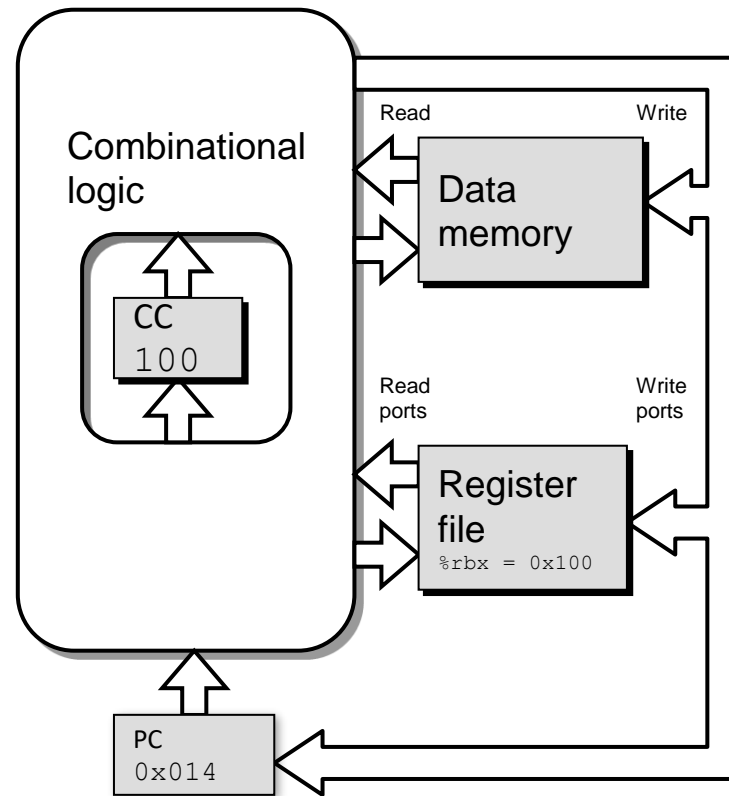 Combinational
logic
CC
100
Read
Write
Data
memory
Read
ports
Write
ports
Register
file
%rbx = 0x100
PC
0x014